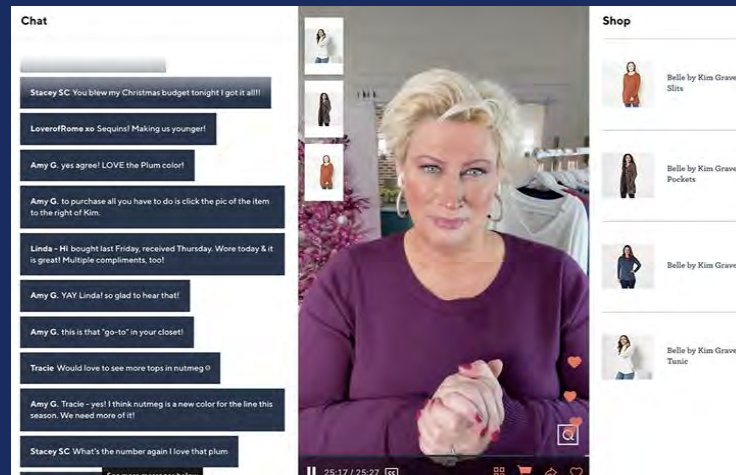 Chat
Stacey SC You blew my Christmas budget tonight I got it all!!!
LoverofRome xo Sequins! Making us younger!
Amy G. yes agree! LOVE the Plum color!
Amy G. to purchase all you have to do is click the pic of the item
to the right of Kim.
Linda - Hi bought last Friday, received Thursday. Wore today & it
is great! Multiple compliments, too!
Amy G. YAY Linda! so glad to hear that!
Amy G. this is that "go-to" in your closet!
Tracie Would love to see more tops in nutmeg☺
Amy G. Tracie - yes! I think nutmeg is a new color for the line this
season. We need more of it!
Stacey SC What's the number again I love that plum
25:17 / 25:27 CC
Shop
Belle by Kim Grave
Slits
Belle by Kim Grave
Pockets
Belle by Kim Grave
Belle by Kim Grave
Tunic